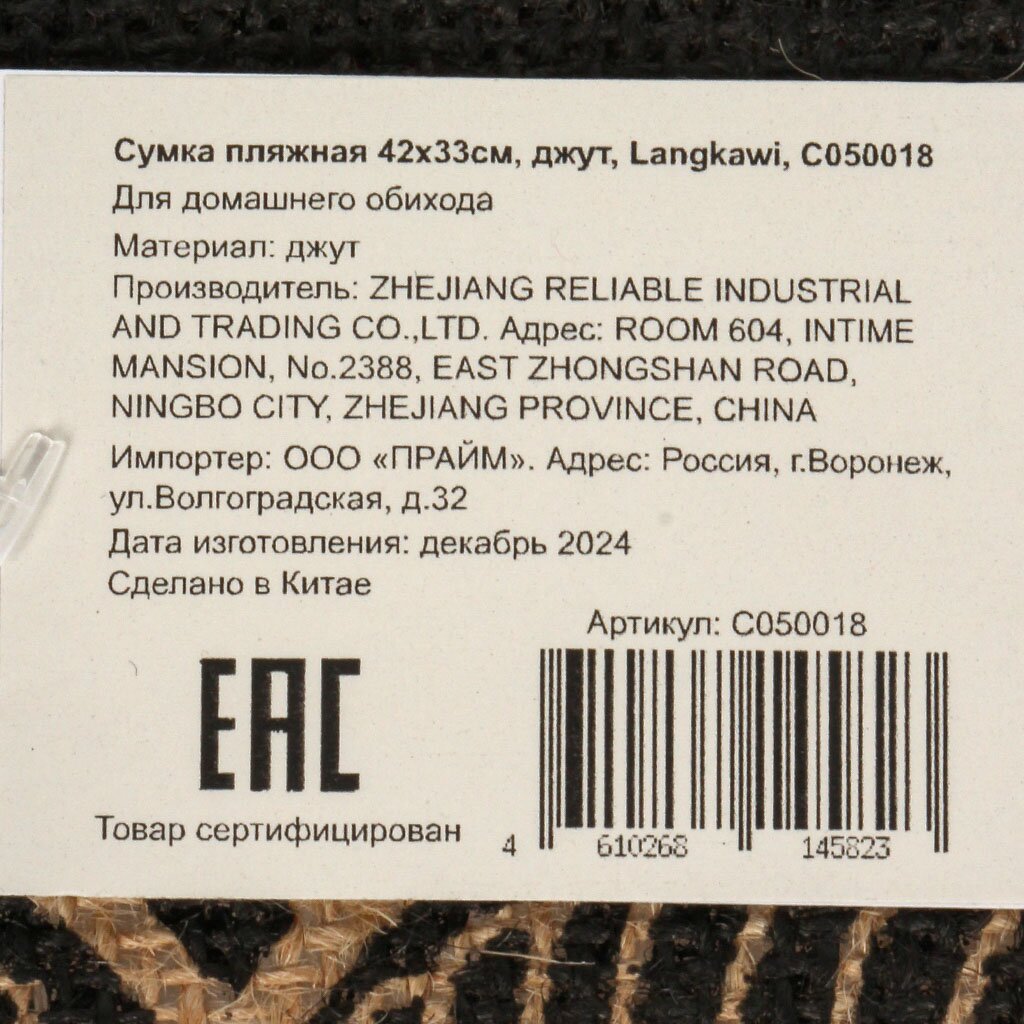 Сумка пляжная 42х33см, джут, Langkawi, C050018
Для домашнего обихода
Материал: джут
Производитель: ZHEJIANG RELIABLE INDUSTRIAL
AND TRADING CO.,LTD. Адрес: ROOM 604, INTIME
MANSION, No.2388, EAST ZHONGSHAN ROAD,
NINGBO CITY, ZHEJIANG PROVINCE, CHINA
Импортер: ООО «ПРАЙМ». Адрес: Россия, г.Воронеж,
ул.Волгоградская, д.32
Дата изготовления: декабрь 2024
Сделано в Китае
Артикул: C050018
EAC
Товар сертифицирован
4 610268 145823